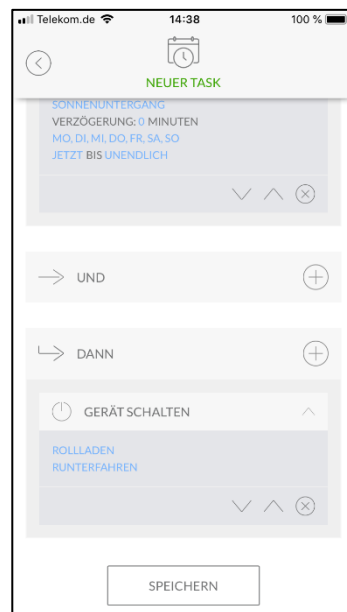 Telekom.de
14:38
100 %
NEUER TASK
SONNENUNTERGANG
VERZÖGERUNG: 0 MINUTEN
MO, DI, MI, DO, FR, SA, SO
JETZT BIS UNENDLICH
UND
DANN
GERÄT SCHALTEN
ROLLLADEN
RUNTERFAHREN
SPEICHERN